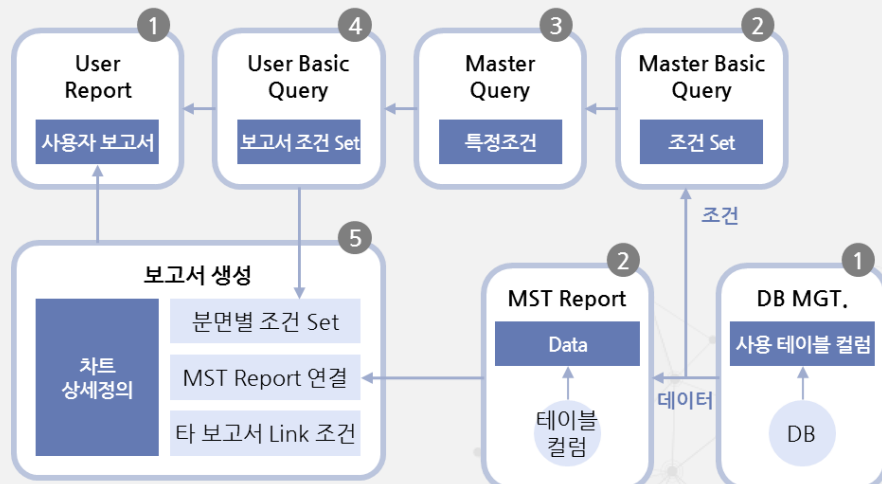 1
User
Report
사용자 보고서
4
User Basic
Query
보고서 조건 Set
3
Master
Query
특정조건
2
Master Basic
Query
조건 Set
조건
5
보고서 생성
차트
상세정의
분면별 조건 Set
MST Report 연결
타 보고서 Link 조건
2
MST Report
Data
테이블
컬럼
데이터
1
DB MGT.
사용 테이블 컬럼
DB